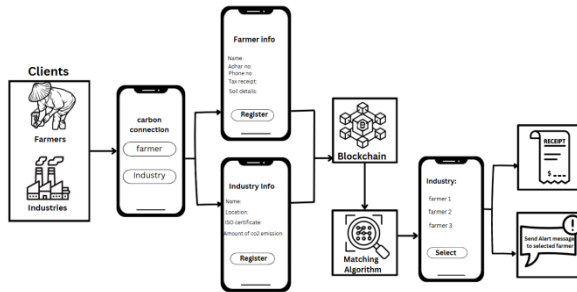 Clients
Farmers
Industries
carbon
connection
farmer
Industry
Farmer info
Name
Adhar no:
Phone no
Tax receipt:
Soil details:
Register
Industry Info
Name:
Location:
ISO certificate
Amount of co2 emission
Register
Blockchain
Matching
Algorithm
Industry:
farmer 1
farmer 2
farmer 3
Select
RECEIPT
$
Send Alert message
to selected farmer